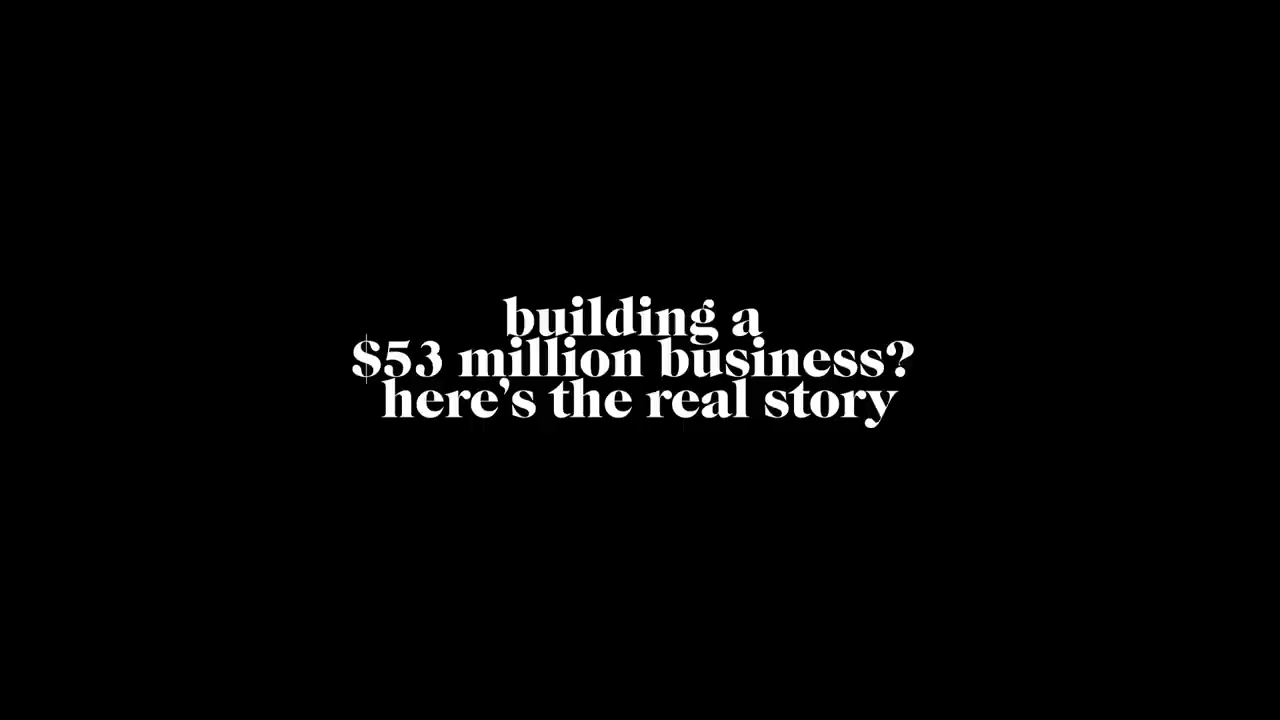 building a
$53 million business?
here's the real story